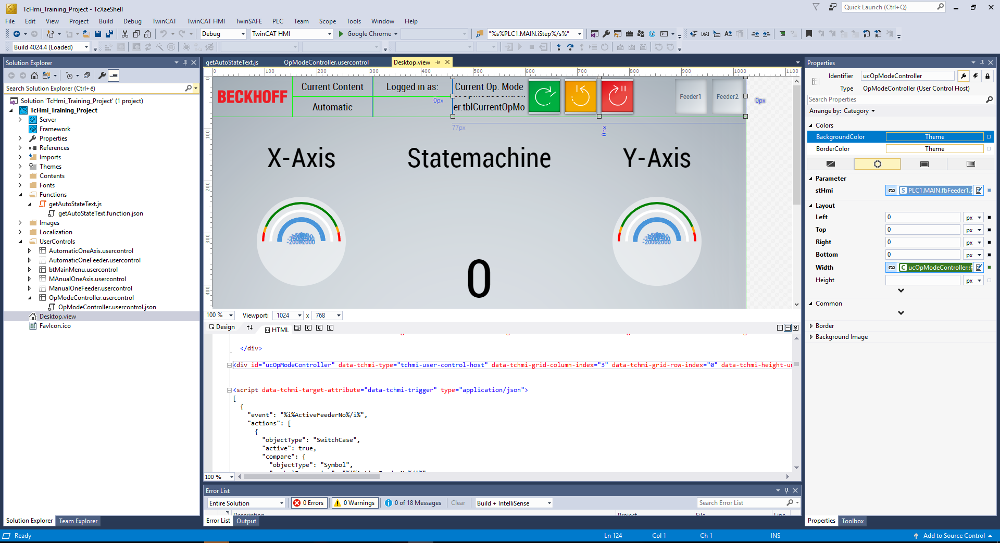 TcHmi_Training_Project - TcXaeShell
Quick Launch (Ctrl+Q)
File Edit View Project Build Debug TwinCAT TwinCAT HMI TwinSAFE PLC Team Scope Tools Window Help
Debug TwinCAT HMI Google Chrome "%s%PLC1.MAIN.iStep%/s%"
Build 4024.4 (Loaded)
Solution Explorer
Search Solution Explorer (Ctrl+é)
Solution 'TcHmi_Training_Project' (1 project)
TcHmi_Training_Project
Server
Framework
Properties
References
Imports
Themes
Contents
Fonts
Functions
getAutoStateText.js
getAutoStateText.function.json
Images
Localization
UserControls
AutomaticOneAxis.usercontrol
AutomaticOneFeeder.usercontrol
btMainMenu.usercontrol
MAnualOneAxis.usercontrol
ManualOneFeeder.usercontrol
OpModeController.usercontrol
OpModeController.usercontrol.json
Desktop.view
FavIcon.ico
Solution Explorer Team Explorer
getAutoStateText.js OpModeController.usercontrol Desktop.view
0 100 200 300 400 500 600 700 800 900 1000 1100
0
100
200
300
400
BECKHOFF
Current Content
Automatic
Logged in as:
0px
Current Op. Mode
er.tblCurrentOpMo
Feeder1
Feeder2
0px
77px
0px
X-Axis
Statemachine
Y-Axis
-20002000
0
-20002000
100 % Viewport: 1024 x 768
Design HTML
</div>
<div id="ucOpModeController" data-tchmi-type="tchmi-user-control-host" data-tchmi-grid-column-index="3" data-tchmi-grid-row-index="0" data-tchmi-height-ur
<script data-tchmi-target-attribute="data-tchmi-trigger" type="application/json">
[
{
"event": "%i%ActiveFeederNo%/i%",
"actions": [
{
"objectType": "SwitchCase",
"active": true,
"compare": {
"objectType": "Symbol",
100 %
Error List
Entire Solution 0 Errors 0 Warnings 0 of 18 Messages Clear Build + IntelliSense Search Error List
Description Project File Line
Error List Output
Properties
Identifier ucOpModeController
Type OpModeController (User Control Host)
Search Properties
Arrange by: Category
Colors
BackgroundColor Theme
BorderColor Theme
Parameter
stHmi S PLC1.MAIN.fbFeeder1.s
Layout
Left 0 px
Top 0 px
Right 0 px
Bottom 0 px
Width C ucOpModeController::
Height px
Common
Border
Background Image
Properties Toolbox
Ready Ln 124 Col 1 Ch 1 INS Add to Source Control